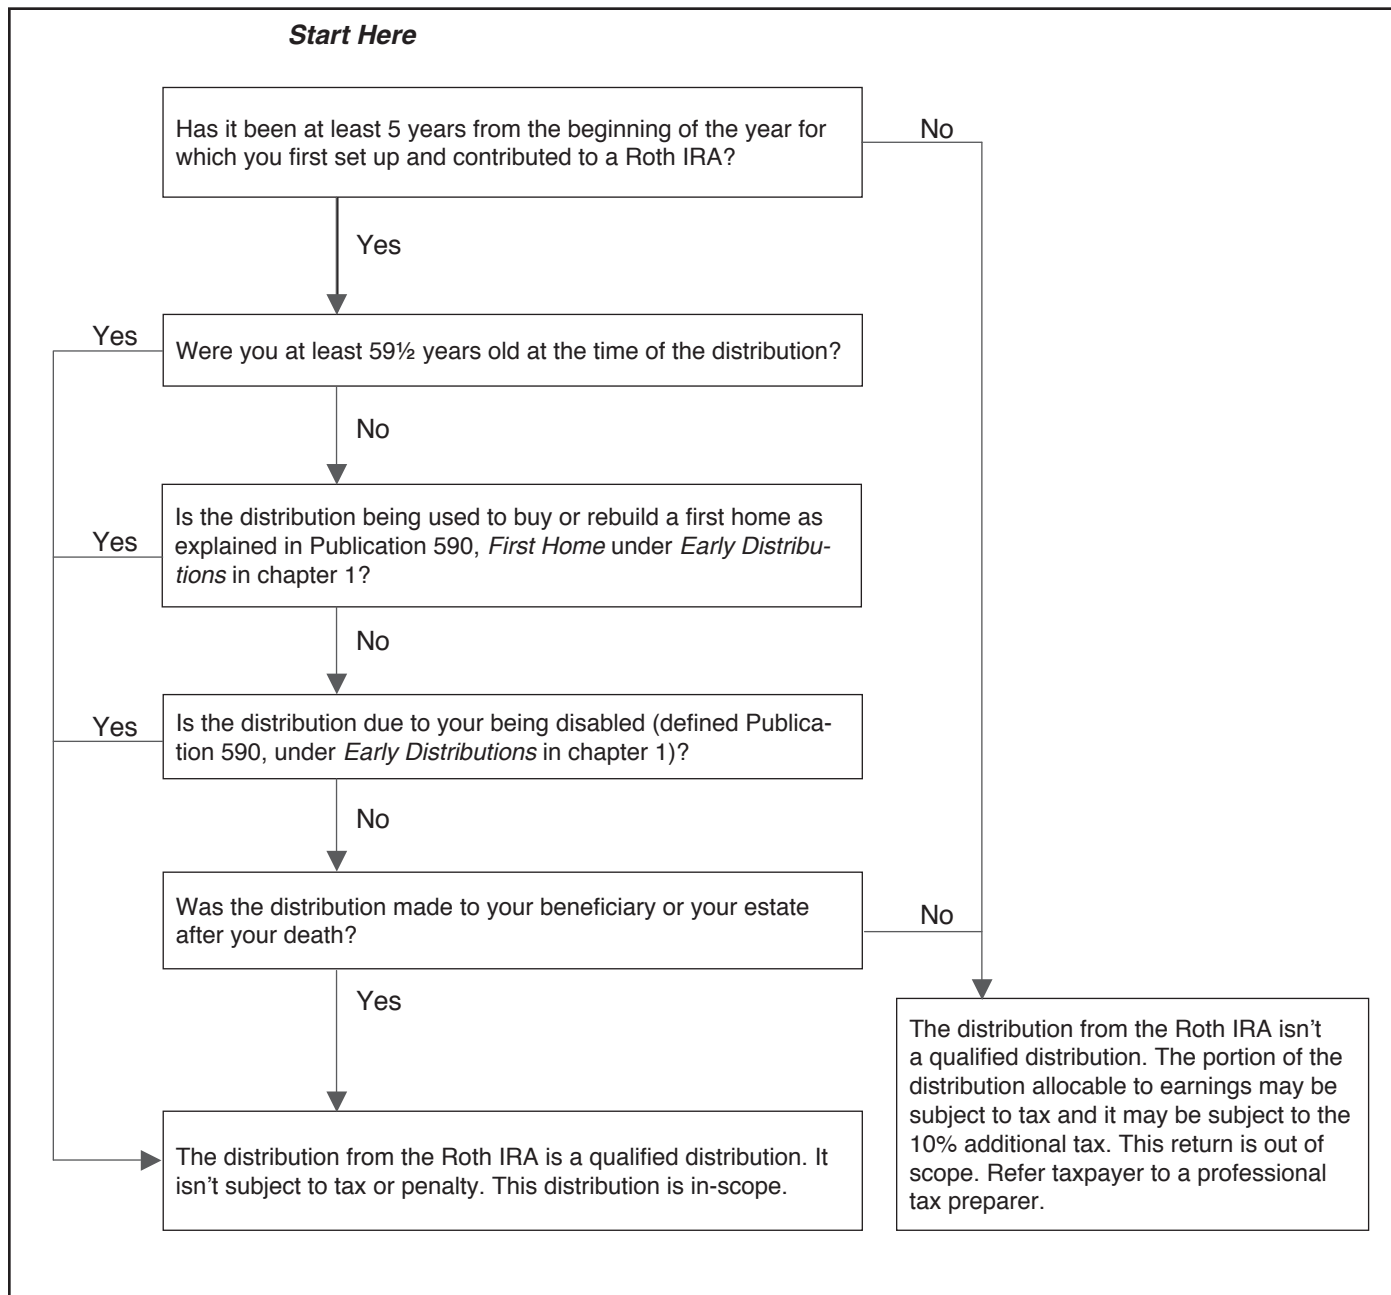 Start Here
Has it been at least 5 years from the beginning of the year for
which you first set up and contributed to a Roth IRA?
No
Yes
Yes
Were you at least 59½ years old at the time of the distribution?
No
Yes
Is the distribution being used to buy or rebuild a first home as
explained in Publication 590, First Home under Early Distribu-
tions in chapter 1?
No
Yes
Is the distribution due to your being disabled (defined Publica-
tion 590, under Early Distributions in chapter 1)?
No
Was the distribution made to your beneficiary or your estate
after your death?
No
Yes
The distribution from the Roth IRA isn't
a qualified distribution. The portion of the
distribution allocable to earnings may be
subject to tax and it may be subject to the
10% additional tax. This return is out of
scope. Refer taxpayer to a professional
tax preparer.
The distribution from the Roth IRA is a qualified distribution. It
isn't subject to tax or penalty. This distribution is in-scope.